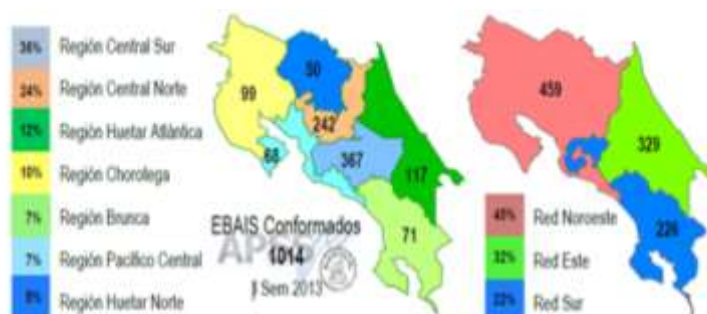 36% Región Central Sur
24% Región Central Norte
12% Región Huetar Atlántica
10% Región Chorolega
7% Región Brunca
7% Región Pacífico Central
5% Región Huetar Norte
50
99
242
68
367
117
71
EBAIS Conformados
1014
II Sem 2013
459
329
226
Red Noroeste
32% Red Este
22% Red Sur